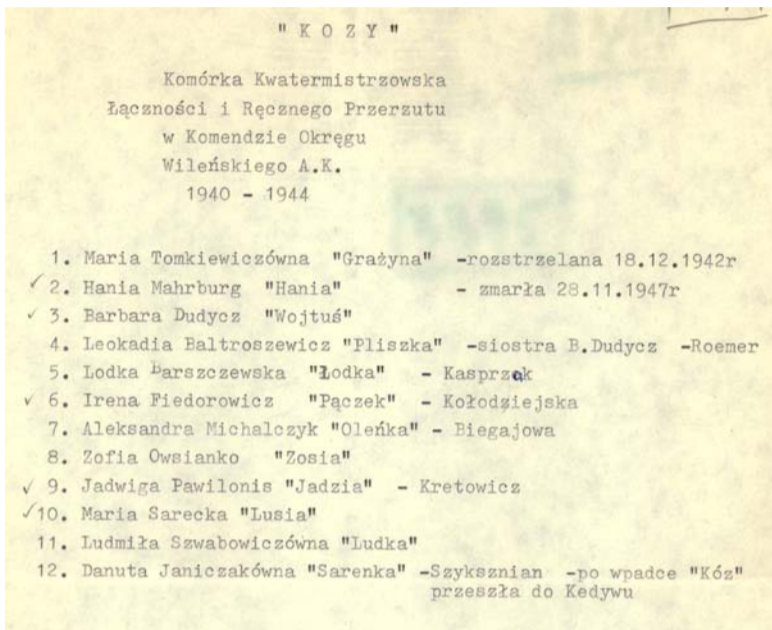 " K O Z Y "
Komórka Kwatermistrzowska
Łączności i Ręcznego Przerzutu
w Komendzie Okręgu
Wileńskiego A.K.
1940 - 1944
1. Maria Tomkiewiczówna "Grażyna" -rozstrzelana 18.12.1942r
✓ 2. Hania Mahrburg "Hania" - zmarła 28.11.1947r
✓ 3. Barbara Dudycz "Wojtuś"
4. Leokadia Baltroszewicz "Pliszka" -siostra B.Dudycz -Roemer
5. Lodka Barszczewska "Łodka" - Kasprzak
✓ 6. Irena Fiedorowicz "Pączek" - Kołodziejska
7. Aleksandra Michalczyk "Oleńka" - Biegajowa
8. Zofia Owsianko "Zosia"
✓ 9. Jadwiga Pawilonis "Jadzia" - Kretowicz
✓10. Maria Sarecka "Lusia"
11. Ludmiła Szwabowiczówna "Ludka"
12. Danuta Janiczakówna "Sarenka" -Szyksznian -po wpadce "Kóz"
przeszła do Kedywu